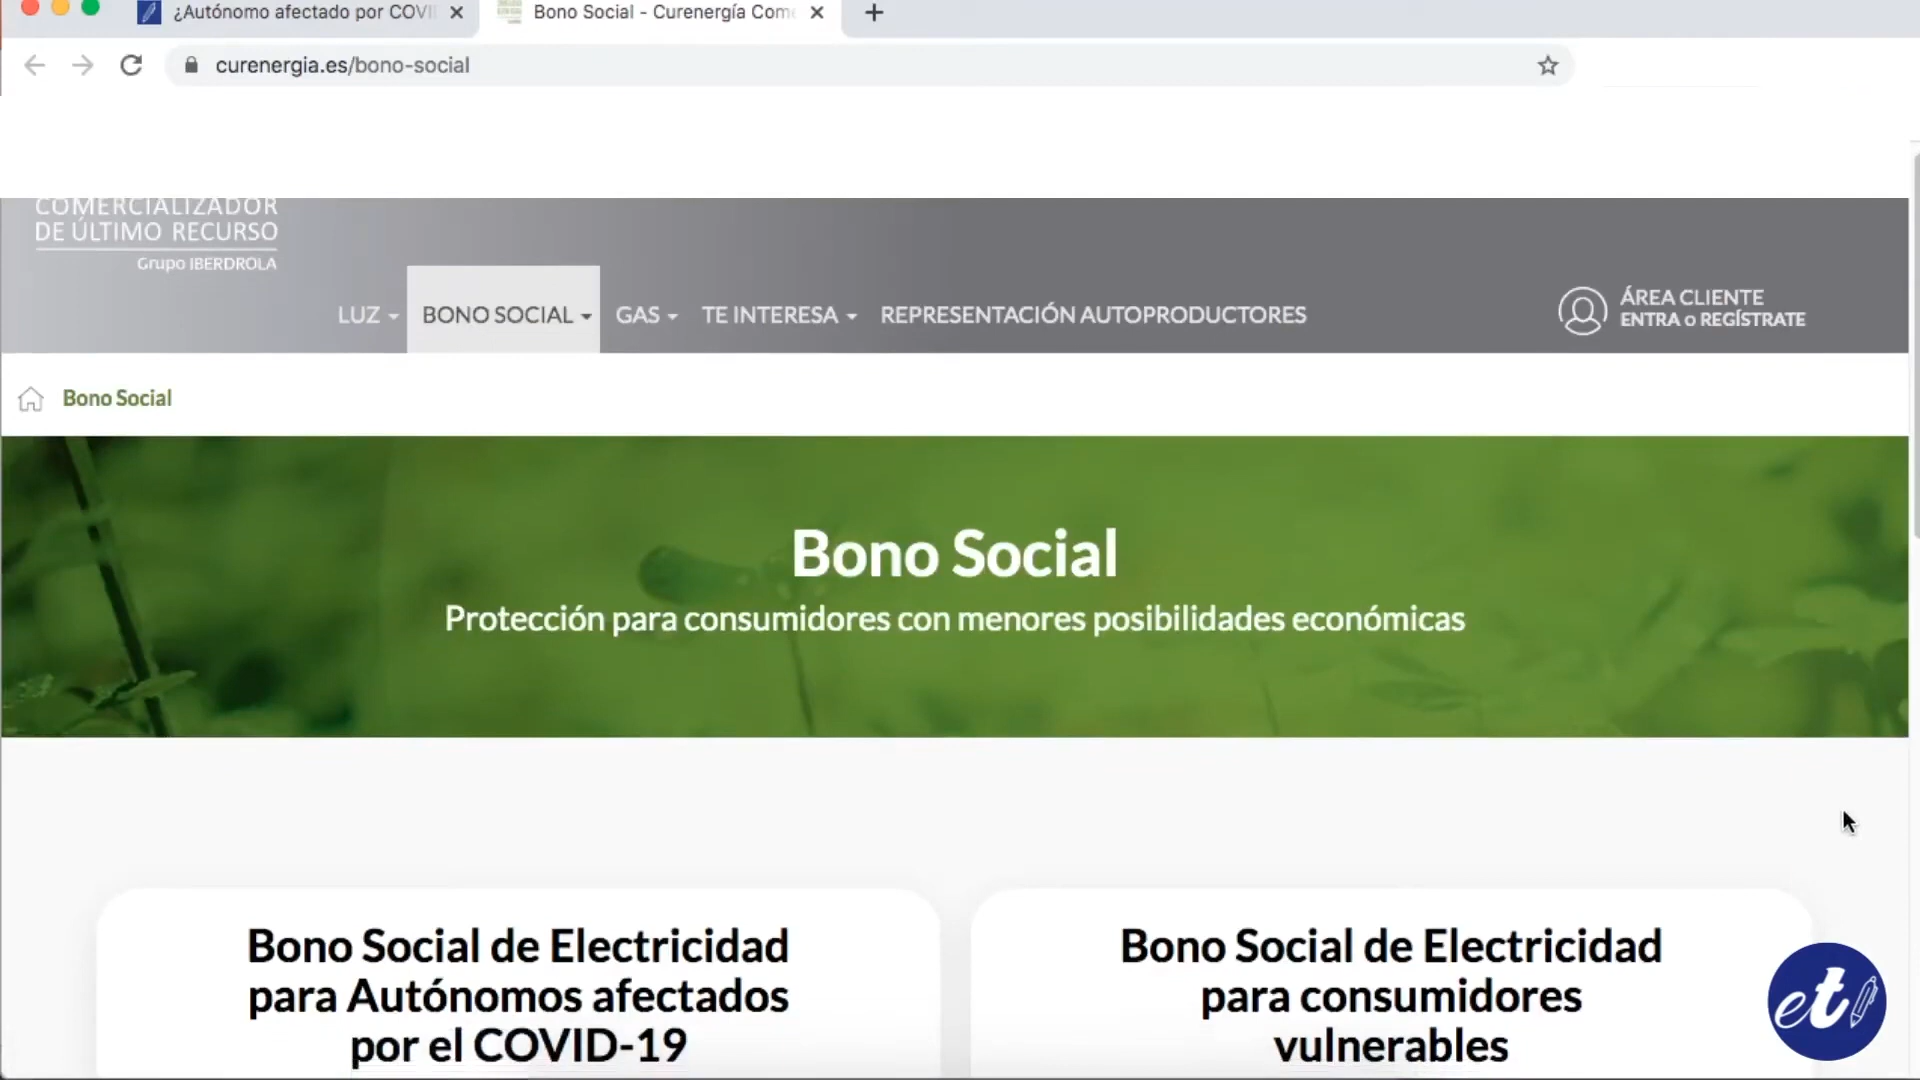 ¿Autónomo afectado por COVI
Bono Social - Curenergía Com
curenergia.es/bono-social
COMERCIALIZADOR
DE ÚLTIMO RECURSO
Grupo IBERDROLA
LUZ
BONO SOCIAL
GAS
TE INTERESA
REPRESENTACIÓN AUTOPRODUCTORES
ÁREA CLIENTE
ENTRA o REGÍSTRATE
Bono Social
Bono Social
Protección para consumidores con menores posibilidades económicas
Bono Social de Electricidad
para Autónomos afectados
por el COVID-19
Bono Social de Electricidad
para consumidores
vulnerables
et